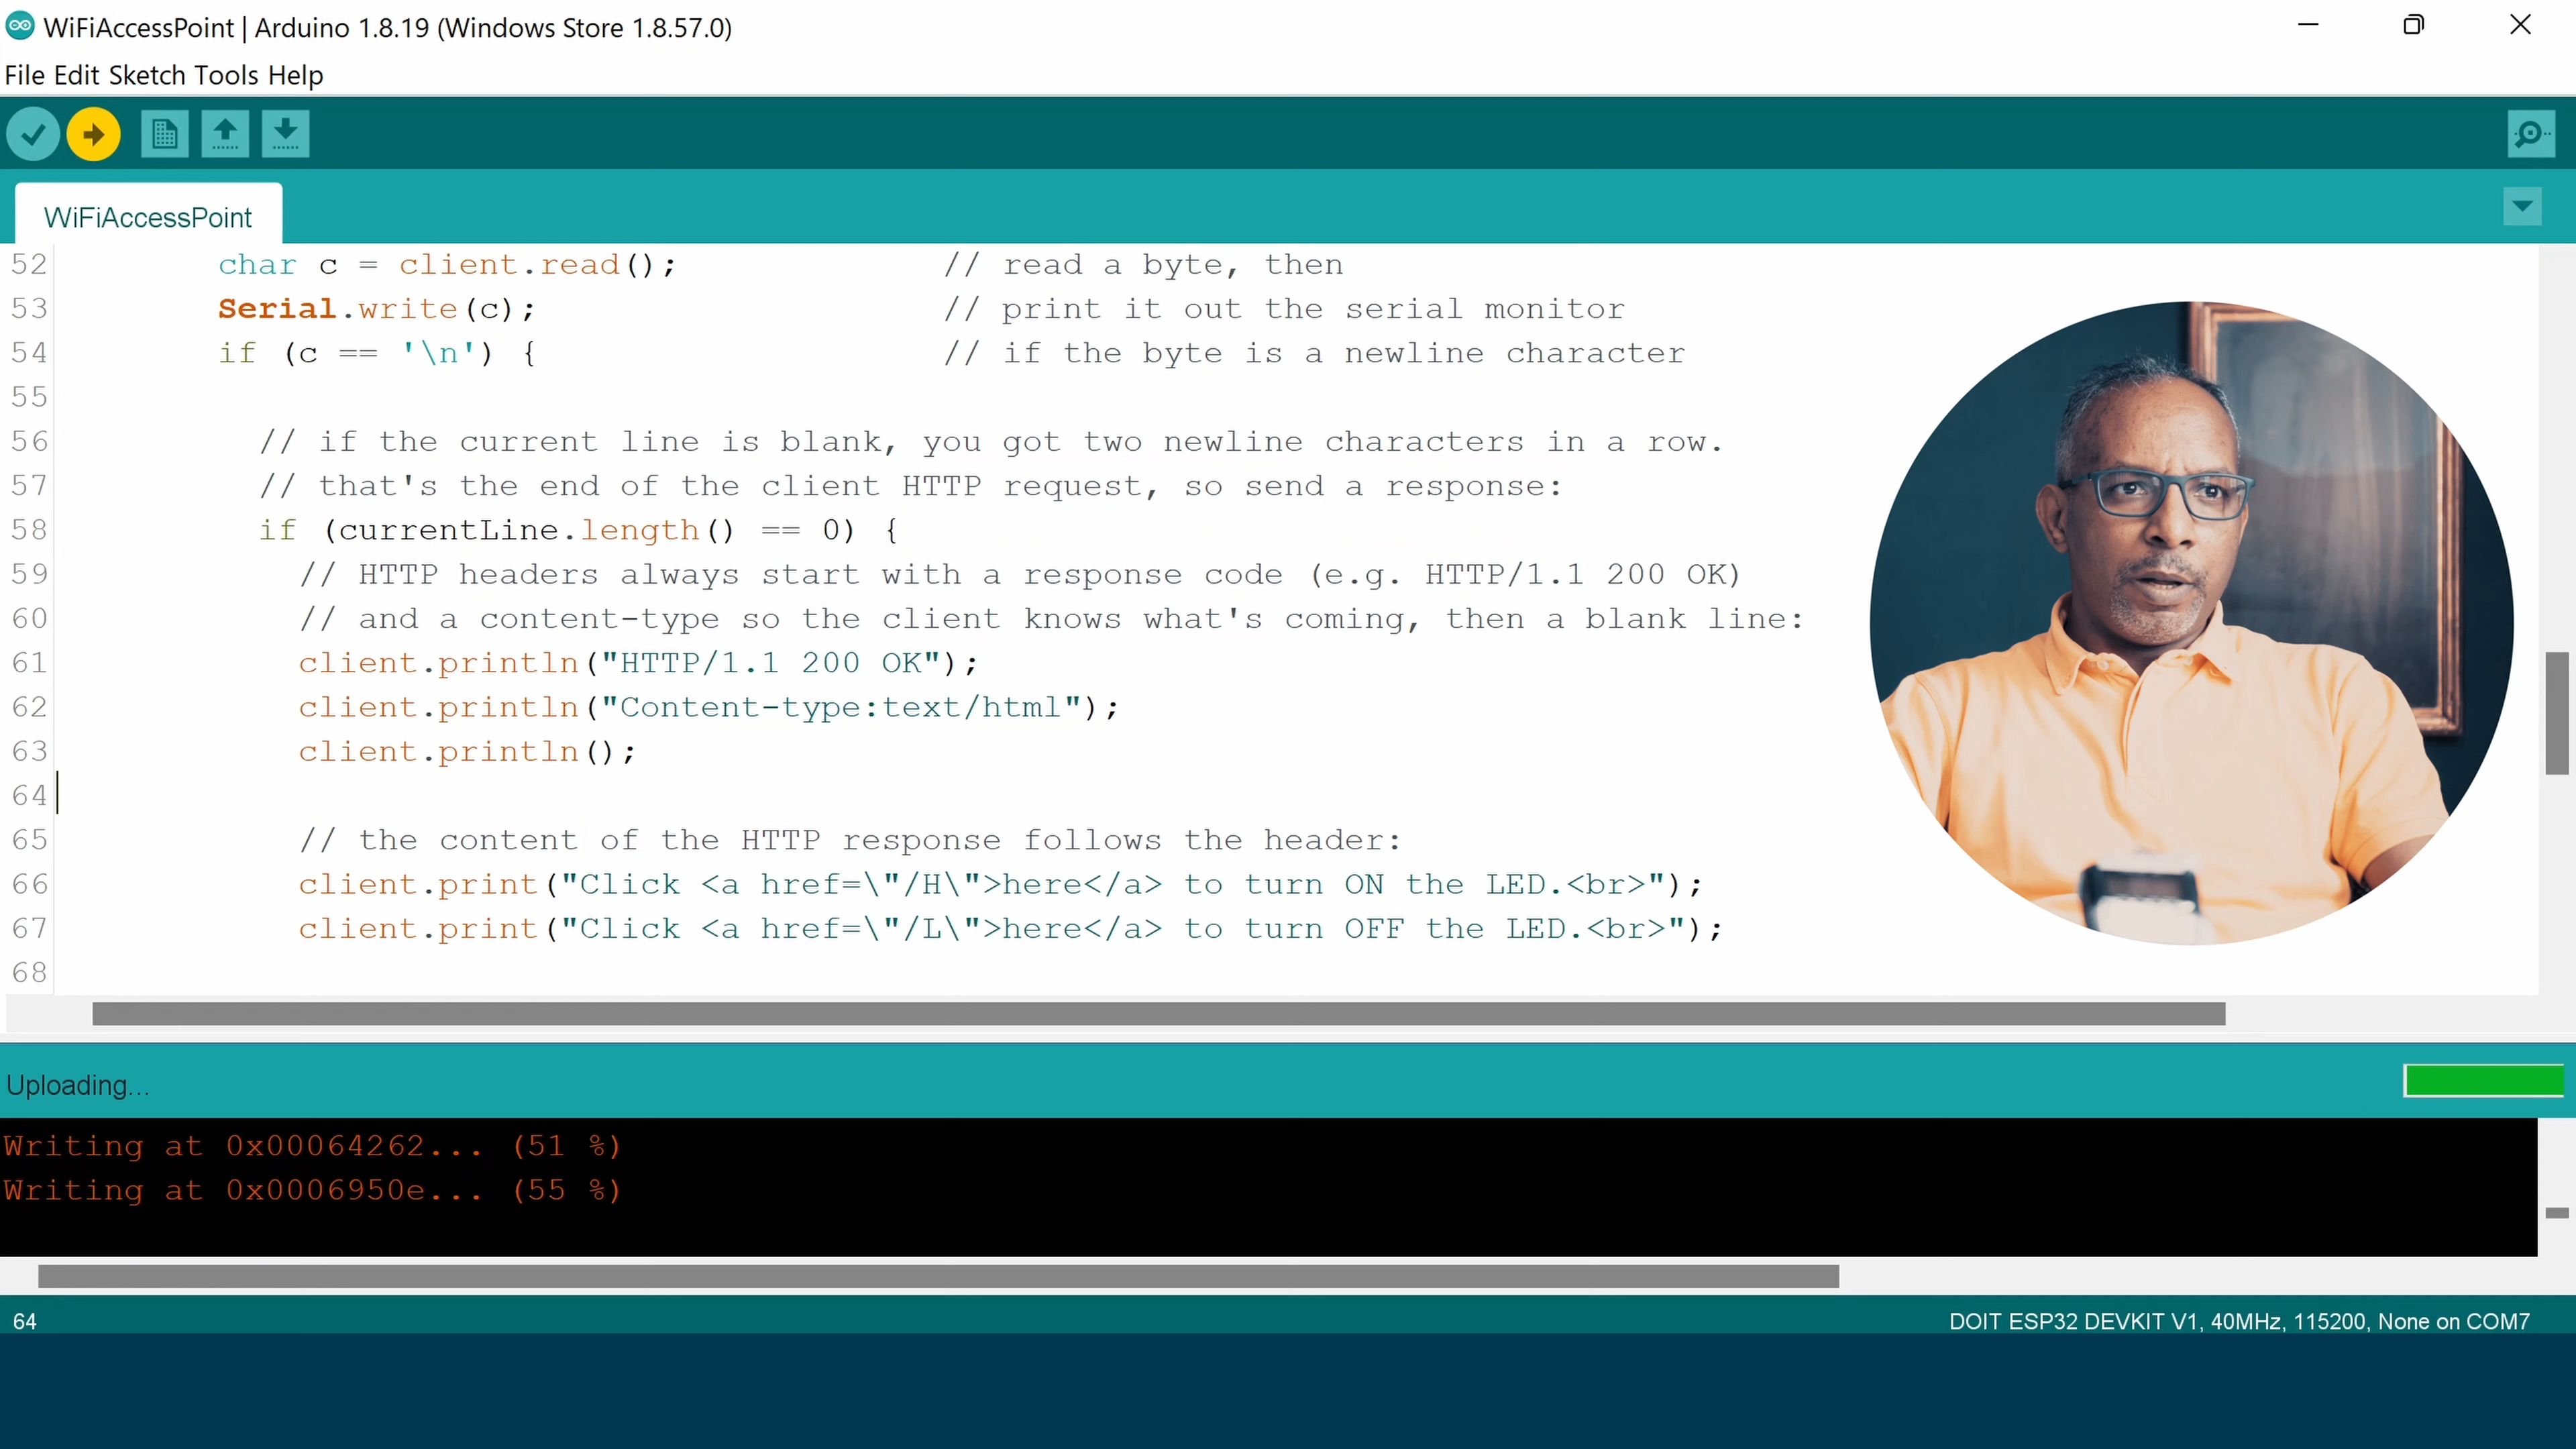 WiFiAccessPoint | Arduino 1.8.19 (Windows Store 1.8.57.0)
File Edit Sketch Tools Help
WiFiAccessPoint
52 char c = client.read(); // read a byte, then
53 Serial.write(c); // print it out the serial monitor
54 if (c == '\n') { // if the byte is a newline character
55
56 // if the current line is blank, you got two newline characters in a row.
57 // that's the end of the client HTTP request, so send a response:
58 if (currentLine.length() == 0) {
59 // HTTP headers always start with a response code (e.g. HTTP/1.1 200 OK)
60 // and a content-type so the client knows what's coming, then a blank line:
61 client.println("HTTP/1.1 200 OK");
62 client.println("Content-type:text/html");
63 client.println();
64
65 // the content of the HTTP response follows the header:
66 client.print("Click <a href=\"/H\">here</a> to turn ON the LED.<br>");
67 client.print("Click <a href=\"/L\">here</a> to turn OFF the LED.<br>");
68
Uploading...
Writing at 0x00064262... (51 %)
Writing at 0x0006950e... (55 %)
64 DOIT ESP32 DEVKIT V1, 40MHz, 115200, None on COM7